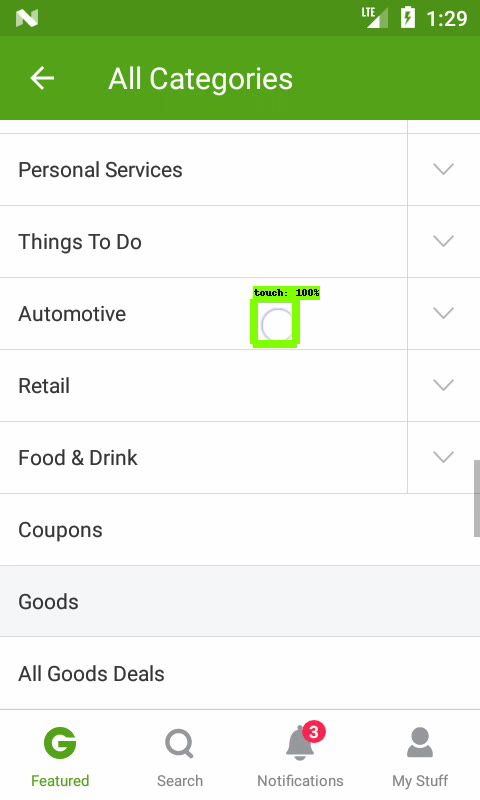 LTE 1:29
All Categories
Personal Services
Things To Do
touch: 100%
Automotive
Retail
Food & Drink
Coupons
Goods
All Goods Deals
3
Featured Search Notifications My Stuff